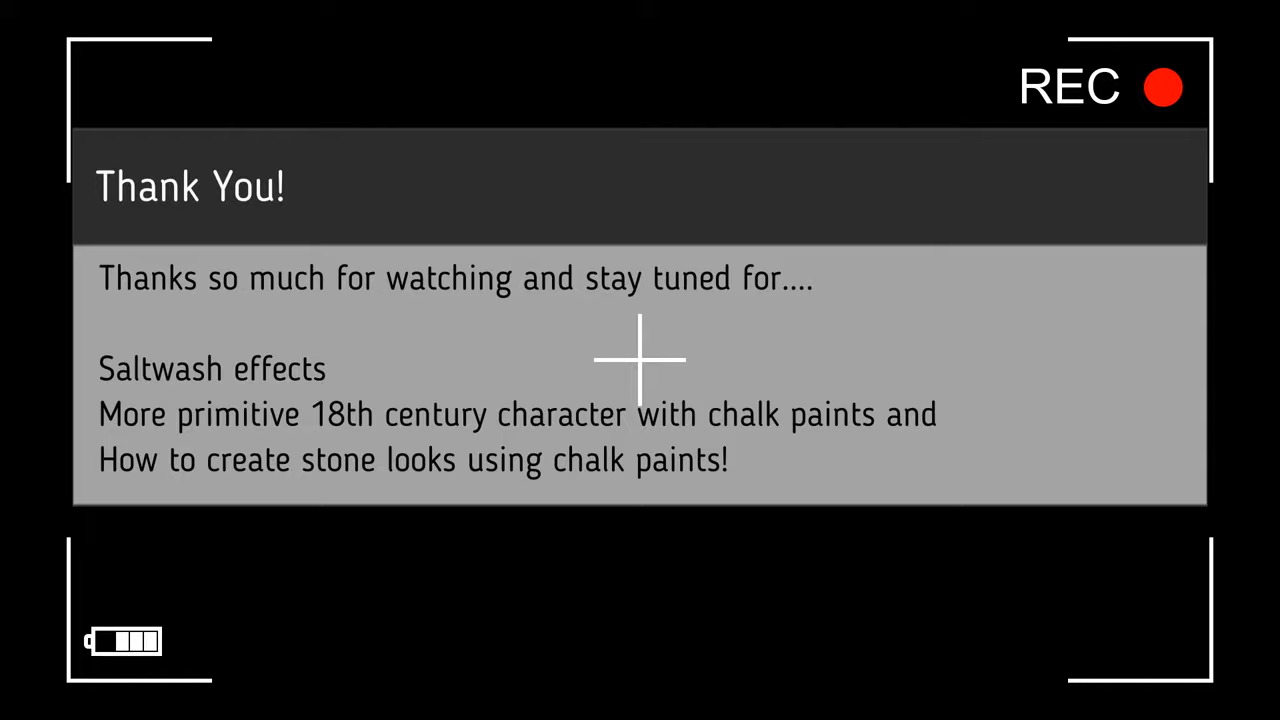 REC
Thank You!
Thanks so much for watching and stay tuned for....
Saltwash effects
More primitive 18th century character with chalk paints and
How to create stone looks using chalk paints!